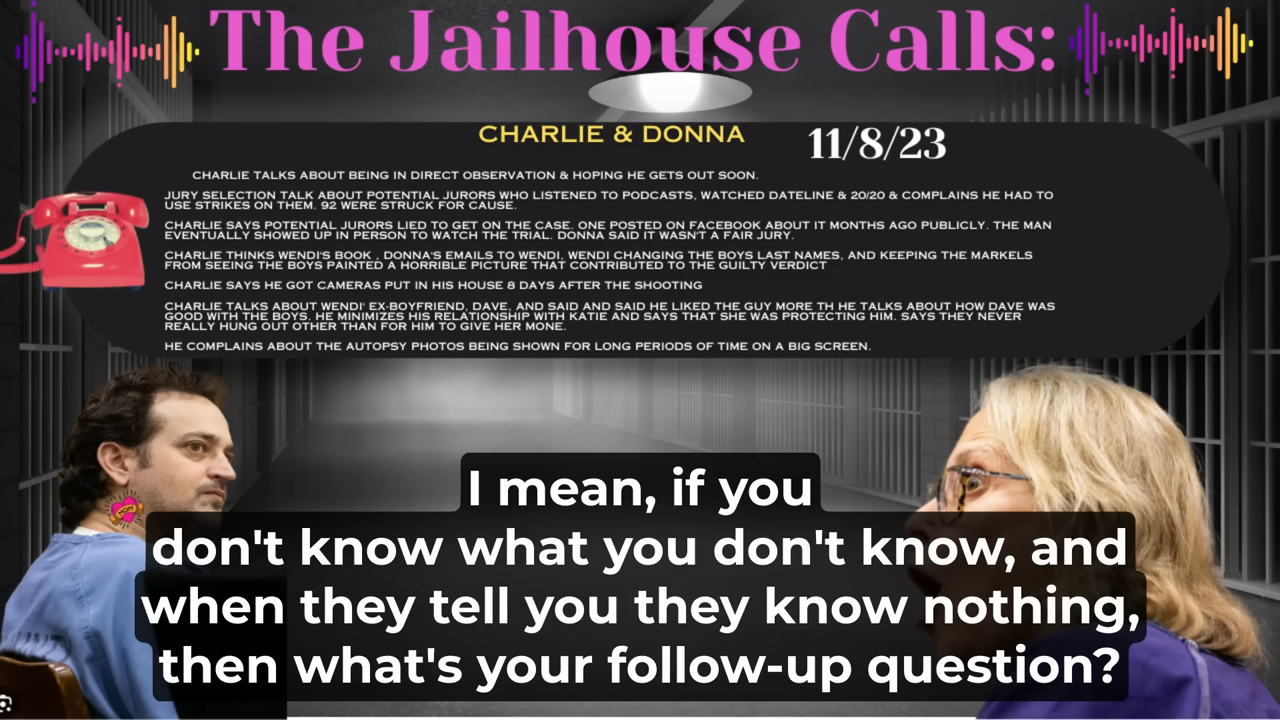 The Jailhouse Calls:
CHARLIE & DONNA
11/8/23
CHARLIE TALKS ABOUT BEING IN DIRECT OBSERVATION & HOPING HE GETS OUT SOON.
JURY SELECTION TALK ABOUT POTENTIAL JURORS WHO LISTENED TO PODCASTS, WATCHED DATELINE & 20/20 & COMPLAINS HE HAD TO
USE STRIKES ON THEM. 92 WERE STRUCK FOR CAUSE.
CHARLIE SAYS POTENTIAL JURORS LIED TO GET ON THE CASE. ONE POSTED ON FACEBOOK ABOUT IT MONTHS AGO PUBLICLY. THE MAN
EVENTUALLY SHOWED UP IN PERSON TO WATCH THE TRIAL. DONNA SAID IT WASN'T A FAIR JURY.
CHARLIE THINKS WENDI'S BOOK , DONNA'S EMAILS TO WENDI, WENDI CHANGING THE BOYS LAST NAMES, AND KEEPING THE MARKELS
FROM SEEING THE BOYS PAINTED A HORRIBLE PICTURE THAT CONTRIBUTED TO THE GUILTY VERDICT
CHARLIE SAYS HE GOT CAMERAS PUT IN HIS HOUSE 8 DAYS AFTER THE SHOOTING
CHARLIE TALKS ABOUT WENDI' EX-BOYFRIEND, DAVE, AND SAID AND SAID HE LIKED THE GUY MORE TH HE TALKS ABOUT HOW DAVE WAS
GOOD WITH THE BOYS. HE MINIMIZES HIS RELATIONSHIP WITH KATIE AND SAYS THAT SHE WAS PROTECTING HIM. SAYS THEY NEVER
REALLY HUNG OUT OTHER THAN FOR HIM TO GIVE HER MONE.
HE COMPLAINS ABOUT THE AUTOPSY PHOTOS BEING SHOWN FOR LONG PERIODS OF TIME ON A BIG SCREEN.
MOM
I mean, if you
don't know what you don't know, and
when they tell you they know nothing,
then what's your follow-up question?